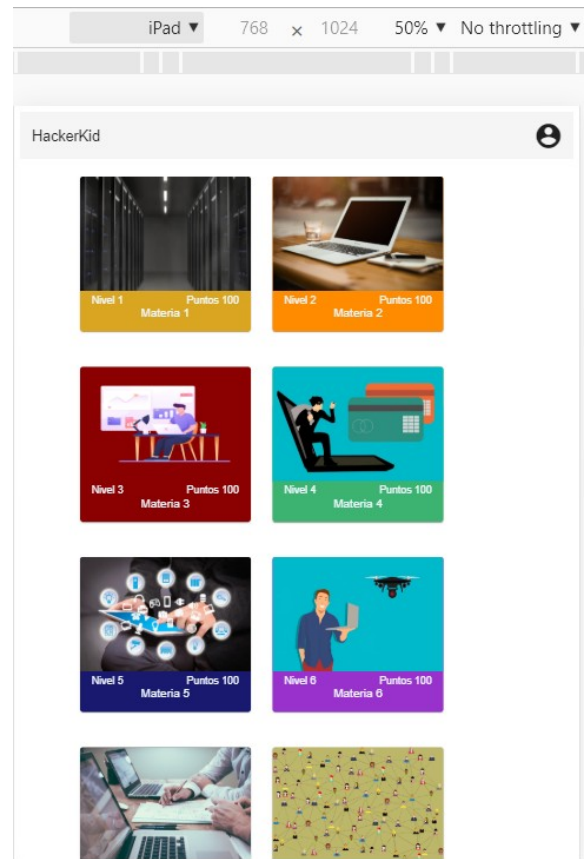 iPad ▼ 768 × 1024 50% ▼ No throttling ▼
HackerKid
Nivel 1 Puntos 100
Materia 1
Nivel 2 Puntos 100
Materia 2
Nivel 3 Puntos 100
Materia 3
Nivel 4 Puntos 100
Materia 4
Nivel 5 Puntos 100
Materia 5
Nivel 6 Puntos 100
Materia 6